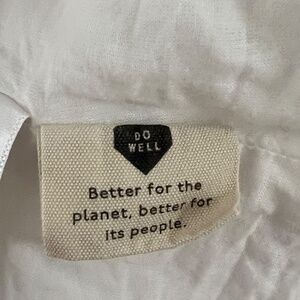 DO
WELL
Better for the
planet, better for
its people.